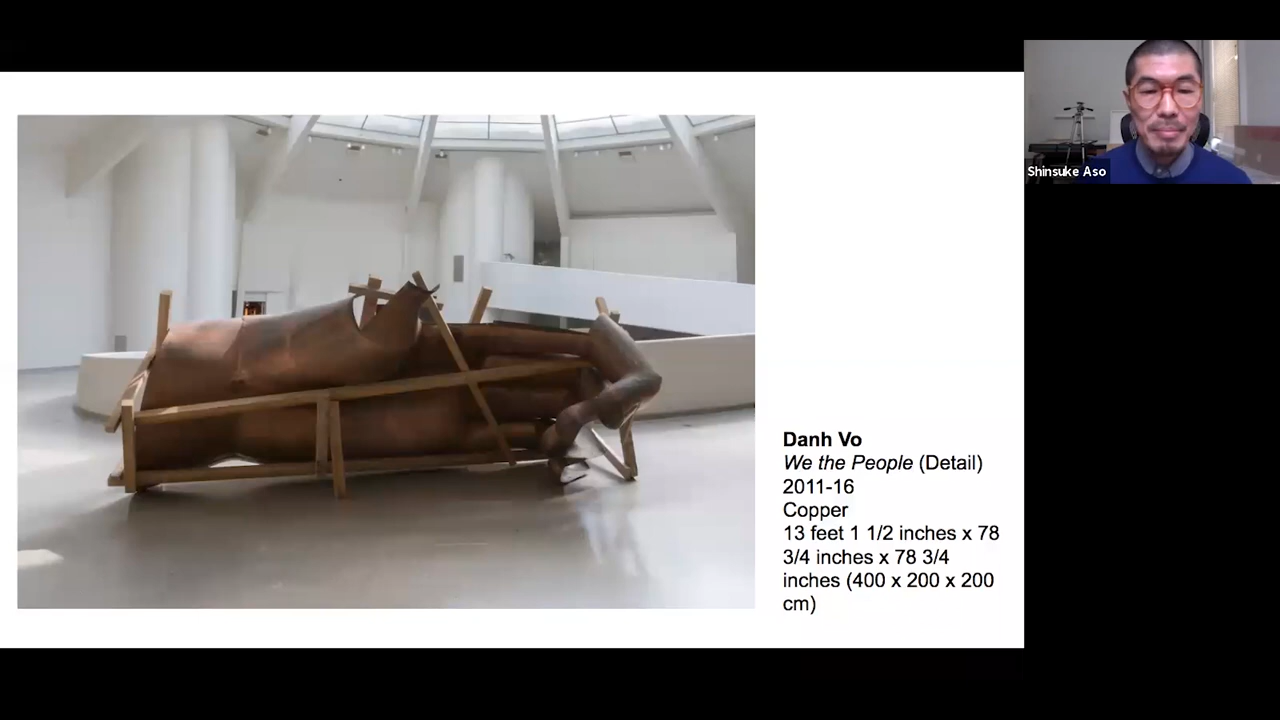 Shinsuke Aso
Danh Vo
We the People (Detail)
2011-16
Copper
13 feet 1 1/2 inches x 78
3/4 inches x 78 3/4
inches (400 x 200 x 200
cm)